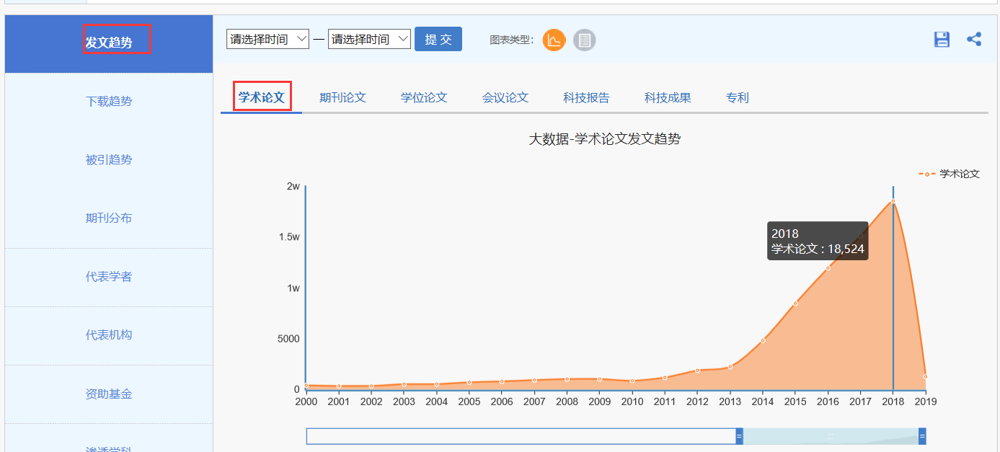 发文趋势
下载趋势
被引趋势
期刊分布
代表学者
代表机构
资助基金
渗透学科
请选择时间 — 请选择时间 提 交 图表类型:
学术论文 期刊论文 学位论文 会议论文 科技报告 科技成果 专利
大数据-学术论文发文趋势
学术论文
2w
1.5w
1w
5000
0
2018
学术论文 : 18,524
2000 2001 2002 2003 2004 2005 2006 2007 2008 2009 2010 2011 2012 2013 2014 2015 2016 2017 2018 2019